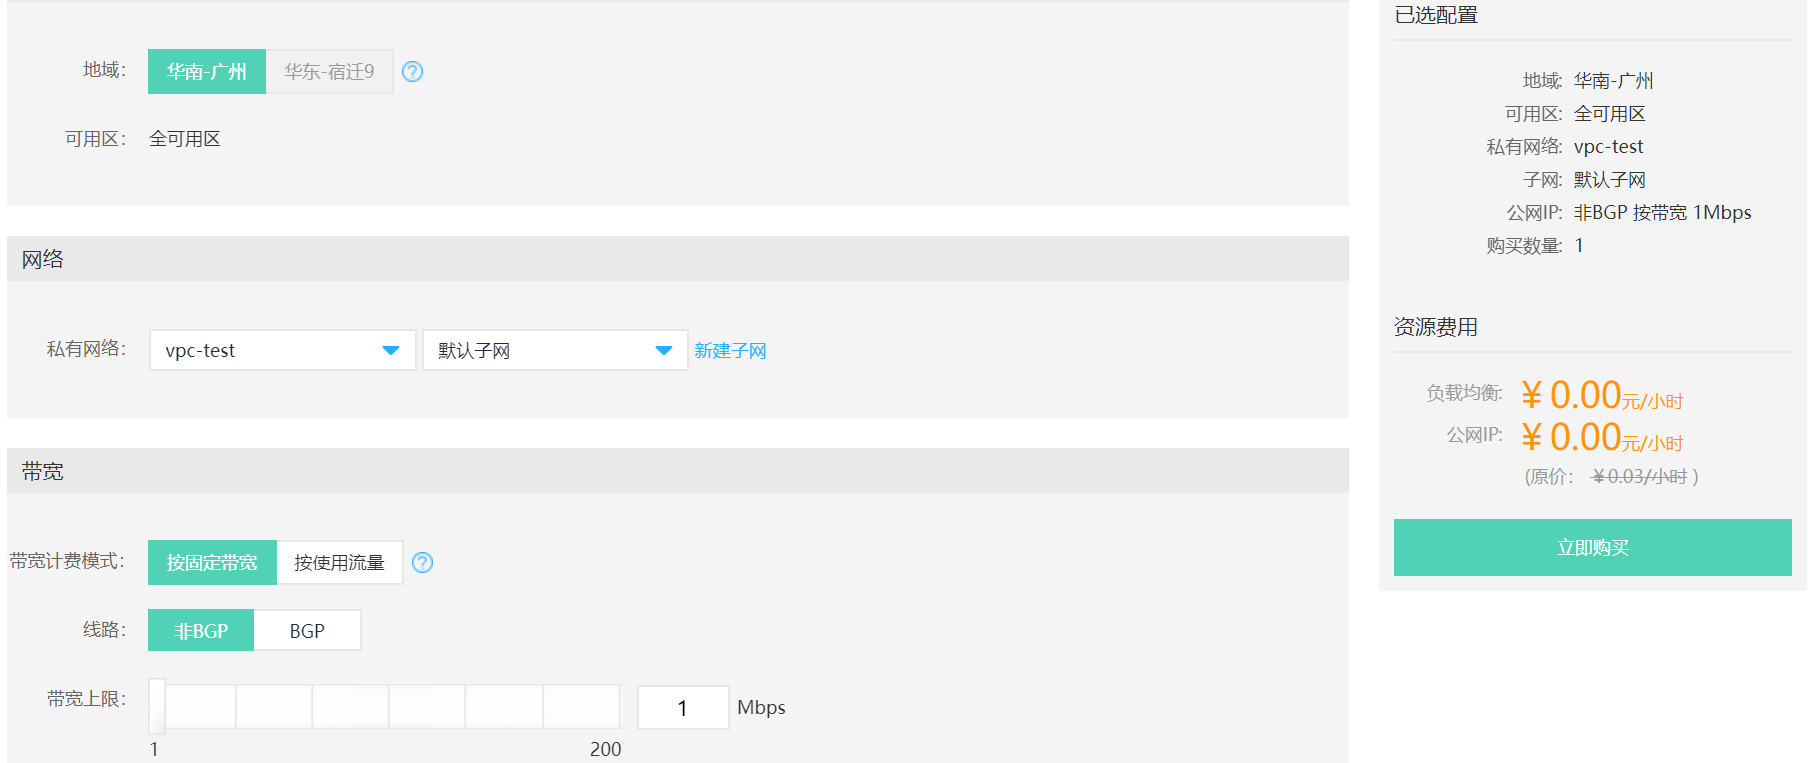 地域： 华南-广州 华东-宿迁9 ?
可用区： 全可用区
网络
私有网络： vpc-test 默认子网 新建子网
带宽
带宽计费模式： 按固定带宽 按使用流量 ?
线路： 非BGP BGP
带宽上限： 1 Mbps
1 200
已选配置
地域: 华南-广州
可用区: 全可用区
私有网络: vpc-test
子网: 默认子网
公网IP: 非BGP 按带宽 1Mbps
购买数量: 1
资源费用
负载均衡: ¥ 0.00元/小时
公网IP: ¥ 0.00元/小时
(原价： ¥0.03/小时 )
立即购买